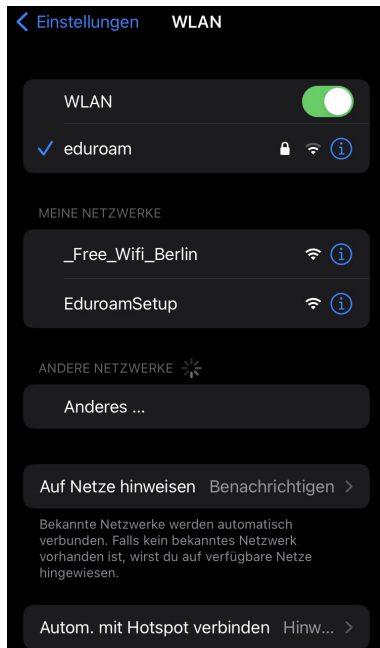 Einstellungen WLAN
WLAN
eduroam
MEINE NETZWERKE
_Free_Wifi_Berlin
EduroamSetup
ANDERE NETZWERKE
Anderes ...
Auf Netze hinweisen Benachrichtigen
Bekannte Netzwerke werden automatisch
verbunden. Falls kein bekanntes Netzwerk
vorhanden ist, wirst du auf verfügbare Netze
hingewiesen.
Autom. mit Hotspot verbinden Hinw...